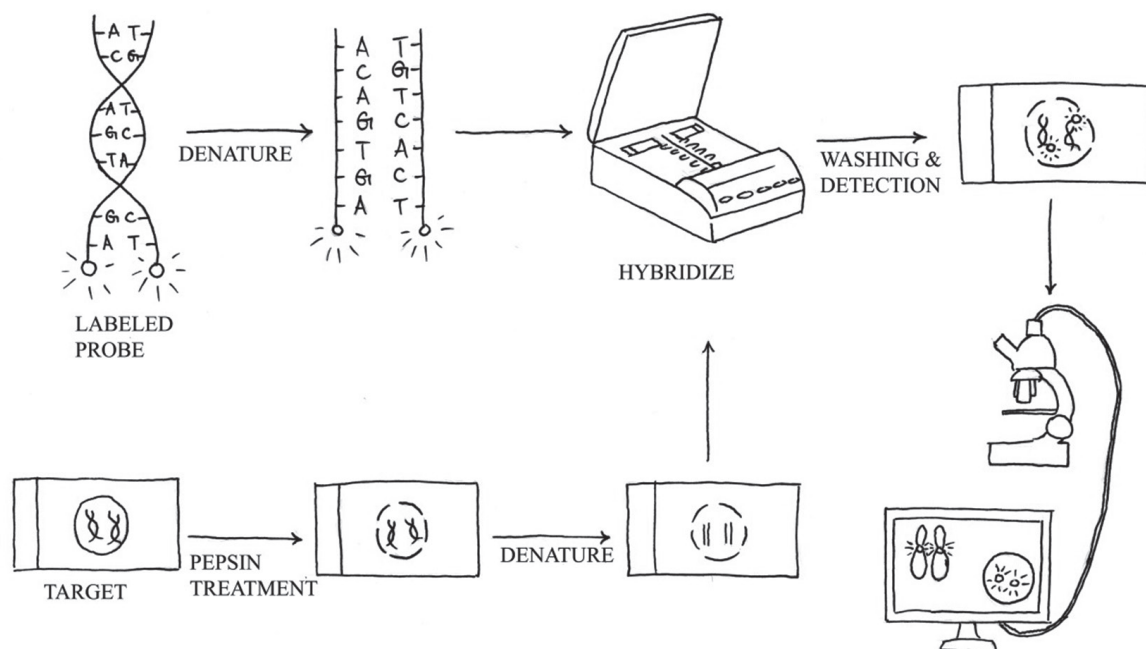 A T
C G
A T
G C
T A
G C
A T
LABELED
PROBE
DENATURE
A T
C G
A T
G C
T A
G C
A T
HYBRIDIZE
WASHING &
DETECTION
TARGET
PEPSIN
TREATMENT
DENATURE